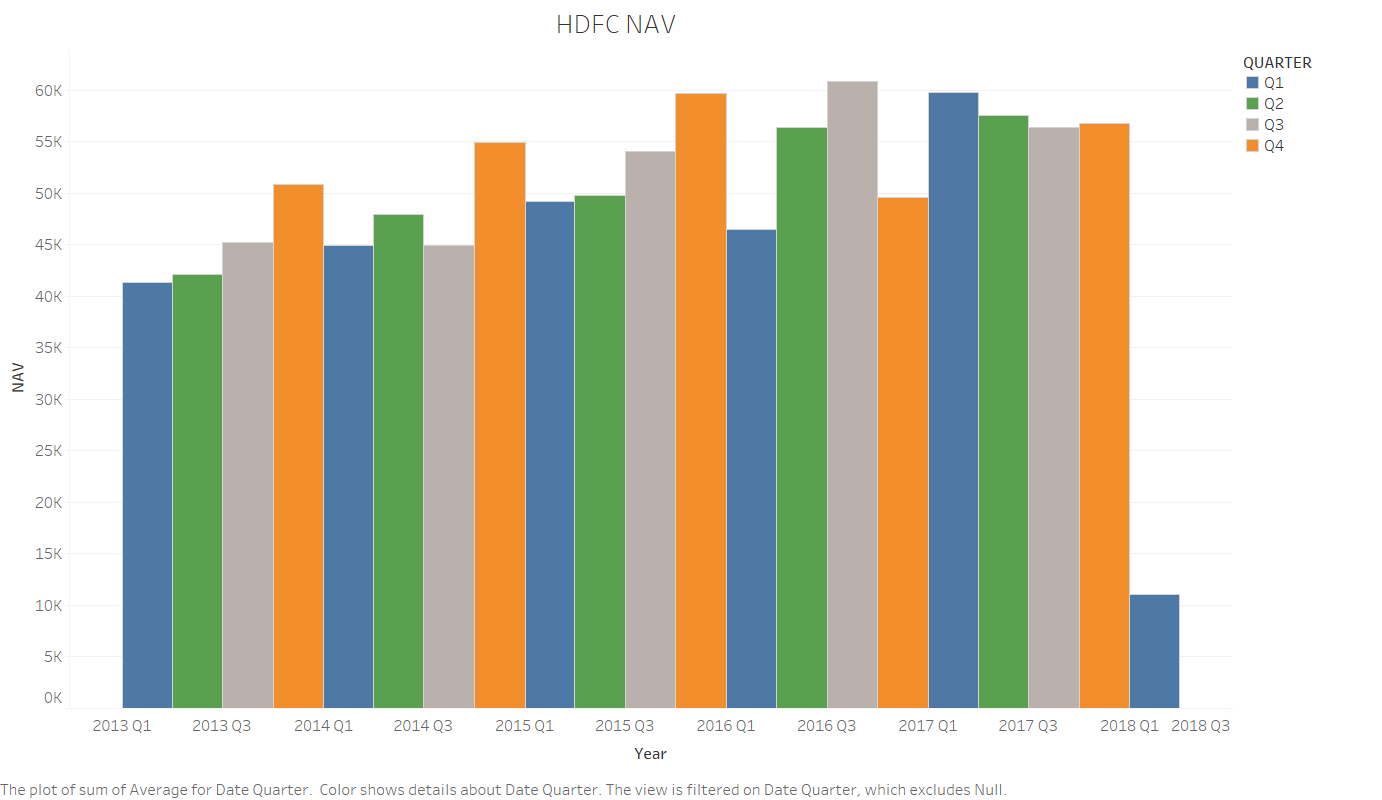 HDFC NAV
QUARTER
Q1
Q2
Q3
Q4
60K
55K
50K
45K
40K
35K
30K
25K
20K
15K
10K
5K
0K
NAV
2013 Q1 2013 Q3 2014 Q1 2014 Q3 2015 Q1 2015 Q3 2016 Q1 2016 Q3 2017 Q1 2017 Q3 2018 Q1 2018 Q3
Year
The plot of sum of Average for Date Quarter.  Color shows details about Date Quarter. The view is filtered on Date Quarter, which excludes Null.